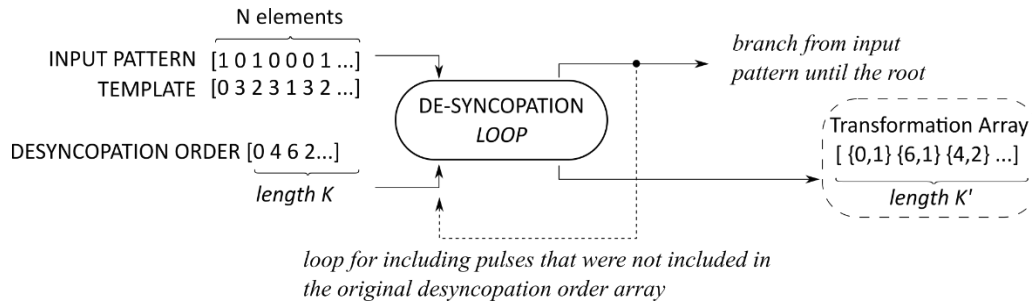 N elements
INPUT PATTERN [1 0 1 0 0 0 1 ...]
TEMPLATE [0 3 2 3 1 3 2 ...]
DESYNCOPATION ORDER [0 4 6 2...]
length K
DE-SYNCOPATION
LOOP
branch from input
pattern until the root
Transformation Array
[ {0,1} {6,1} {4,2} ...]
length K'
loop for including pulses that were not included in
the original desyncopation order array